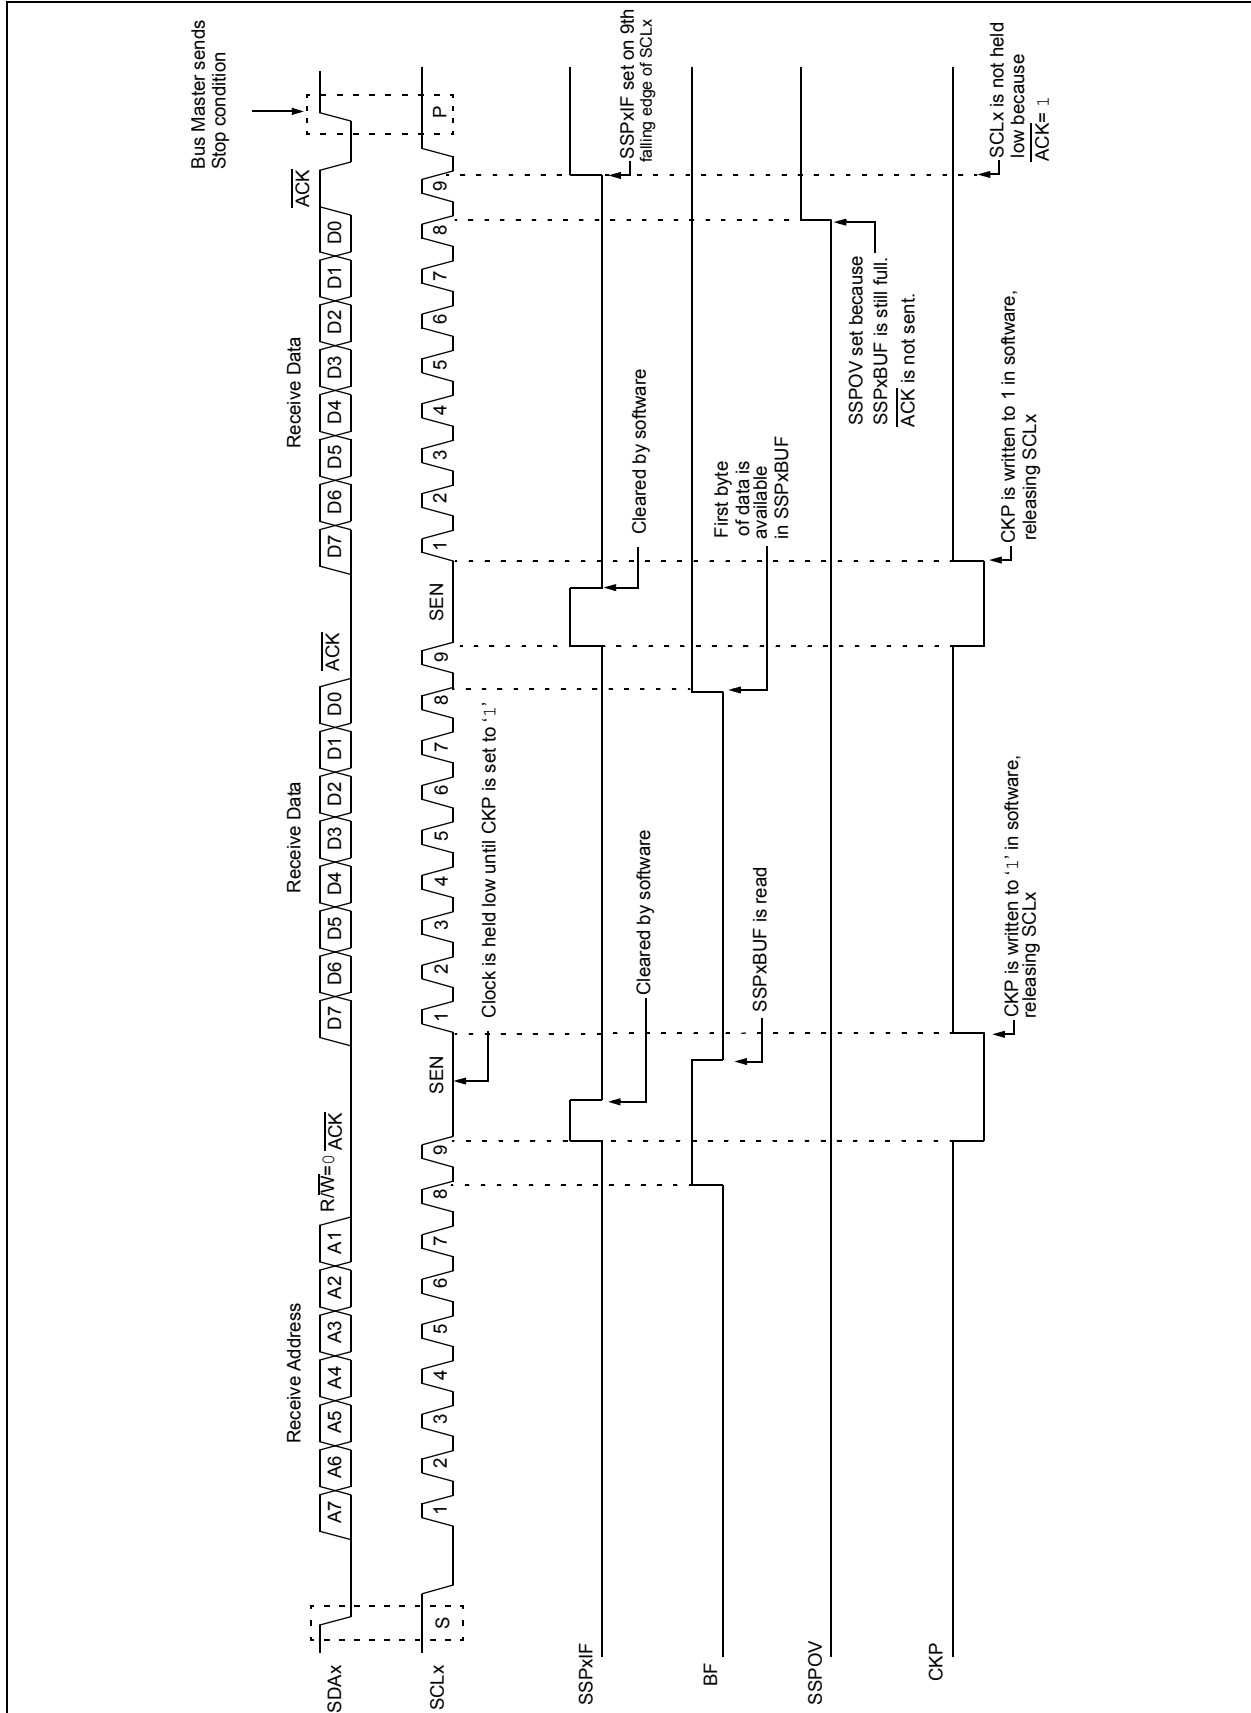 Bus Master sends
Stop condition
Receive Address
R/W=0
ACK
Receive Data
ACK
Receive Data
ACK
SDAx
A7
A6
A5
A4
A3
A2
A1
D7
D6
D5
D4
D3
D2
D1
D0
D7
D6
D5
D4
D3
D2
D1
D0
SCLx
S
1
2
3
4
5
6
7
8
9
SEN
1
2
3
4
5
6
7
8
9
SEN
1
2
3
4
5
6
7
8
9
P
Clock is held low until CKP is set to ‘1’
SSPxIF
Cleared by software
Cleared by software
SSPxIF set on 9th
falling edge of SCLx
BF
SSPxBUF is read
First byte
of data is
available
in SSPxBUF
SSPOV
SSPOV set because
SSPxBUF is still full.
ACK is not sent.
CKP
CKP is written to ‘1’ in software,
releasing SCLx
CKP is written to 1 in software,
releasing SCLx
SCLx is not held
low because
ACK= 1